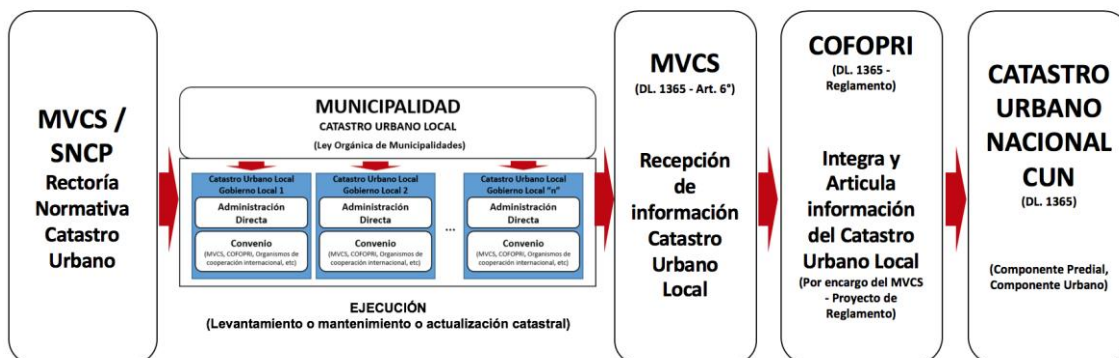 MVCS /
SNCP
Rectoría
Normativa
Catastro
Urbano
MUNICIPALIDAD
CATASTRO URBANO LOCAL
(Ley Orgánica de Municipalidades)
Catastro Urbano Local
Gobierno Local 1
Administración
Directa
Convenio
(MVCS, COFOPRI, Organismos de
cooperación internacional, etc)
Catastro Urbano Local
Gobierno Local 2
Administración
Directa
Convenio
(MVCS, COFOPRI, Organismos de
cooperación internacional, etc)
...
Catastro Urbano Local
Gobierno Local "n"
Administración
Directa
Convenio
(MVCS, COFOPRI, Organismos de
cooperación internacional, etc)
EJECUCIÓN
(Levantamiento o mantenimiento o actualización catastral)
MVCS
(DL. 1365 - Art. 6°)
Recepción
de
información
Catastro
Urbano
Local
COFOPRI
(DL. 1365 -
Reglamento)
Integra y
Articula
información
del Catastro
Urbano Local
(Por encargo del MVCS
- Proyecto de
Reglamento)
CATASTRO
URBANO
NACIONAL
CUN
(DL. 1365)
(Componente Predial,
Componente Urbano)